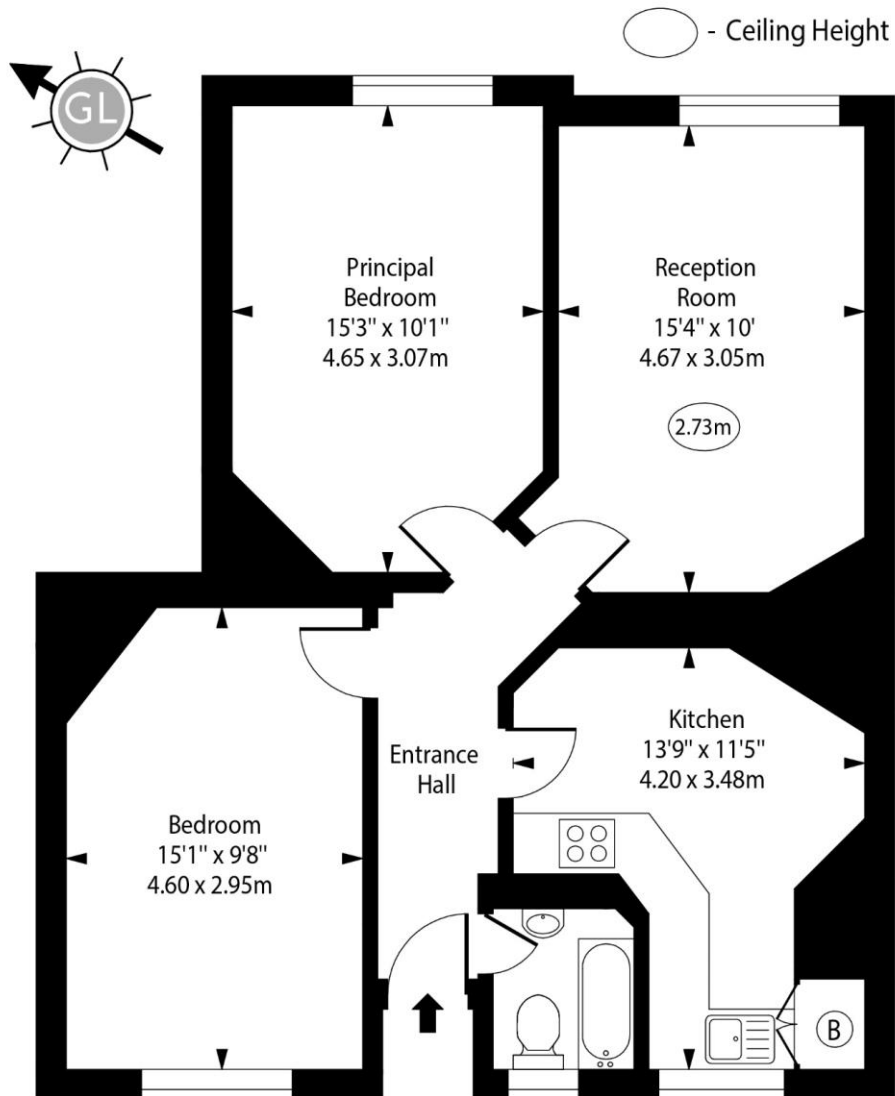 - Ceiling Height
GL
Principal
Bedroom
15'3" x 10'1"
4.65 x 3.07m
Reception
Room
15'4" x 10'
4.67 x 3.05m
2.73m
Kitchen
13'9" x 11'5"
4.20 x 3.48m
Entrance
Hall
Bedroom
15'1" x 9'8"
4.60 x 2.95m
B